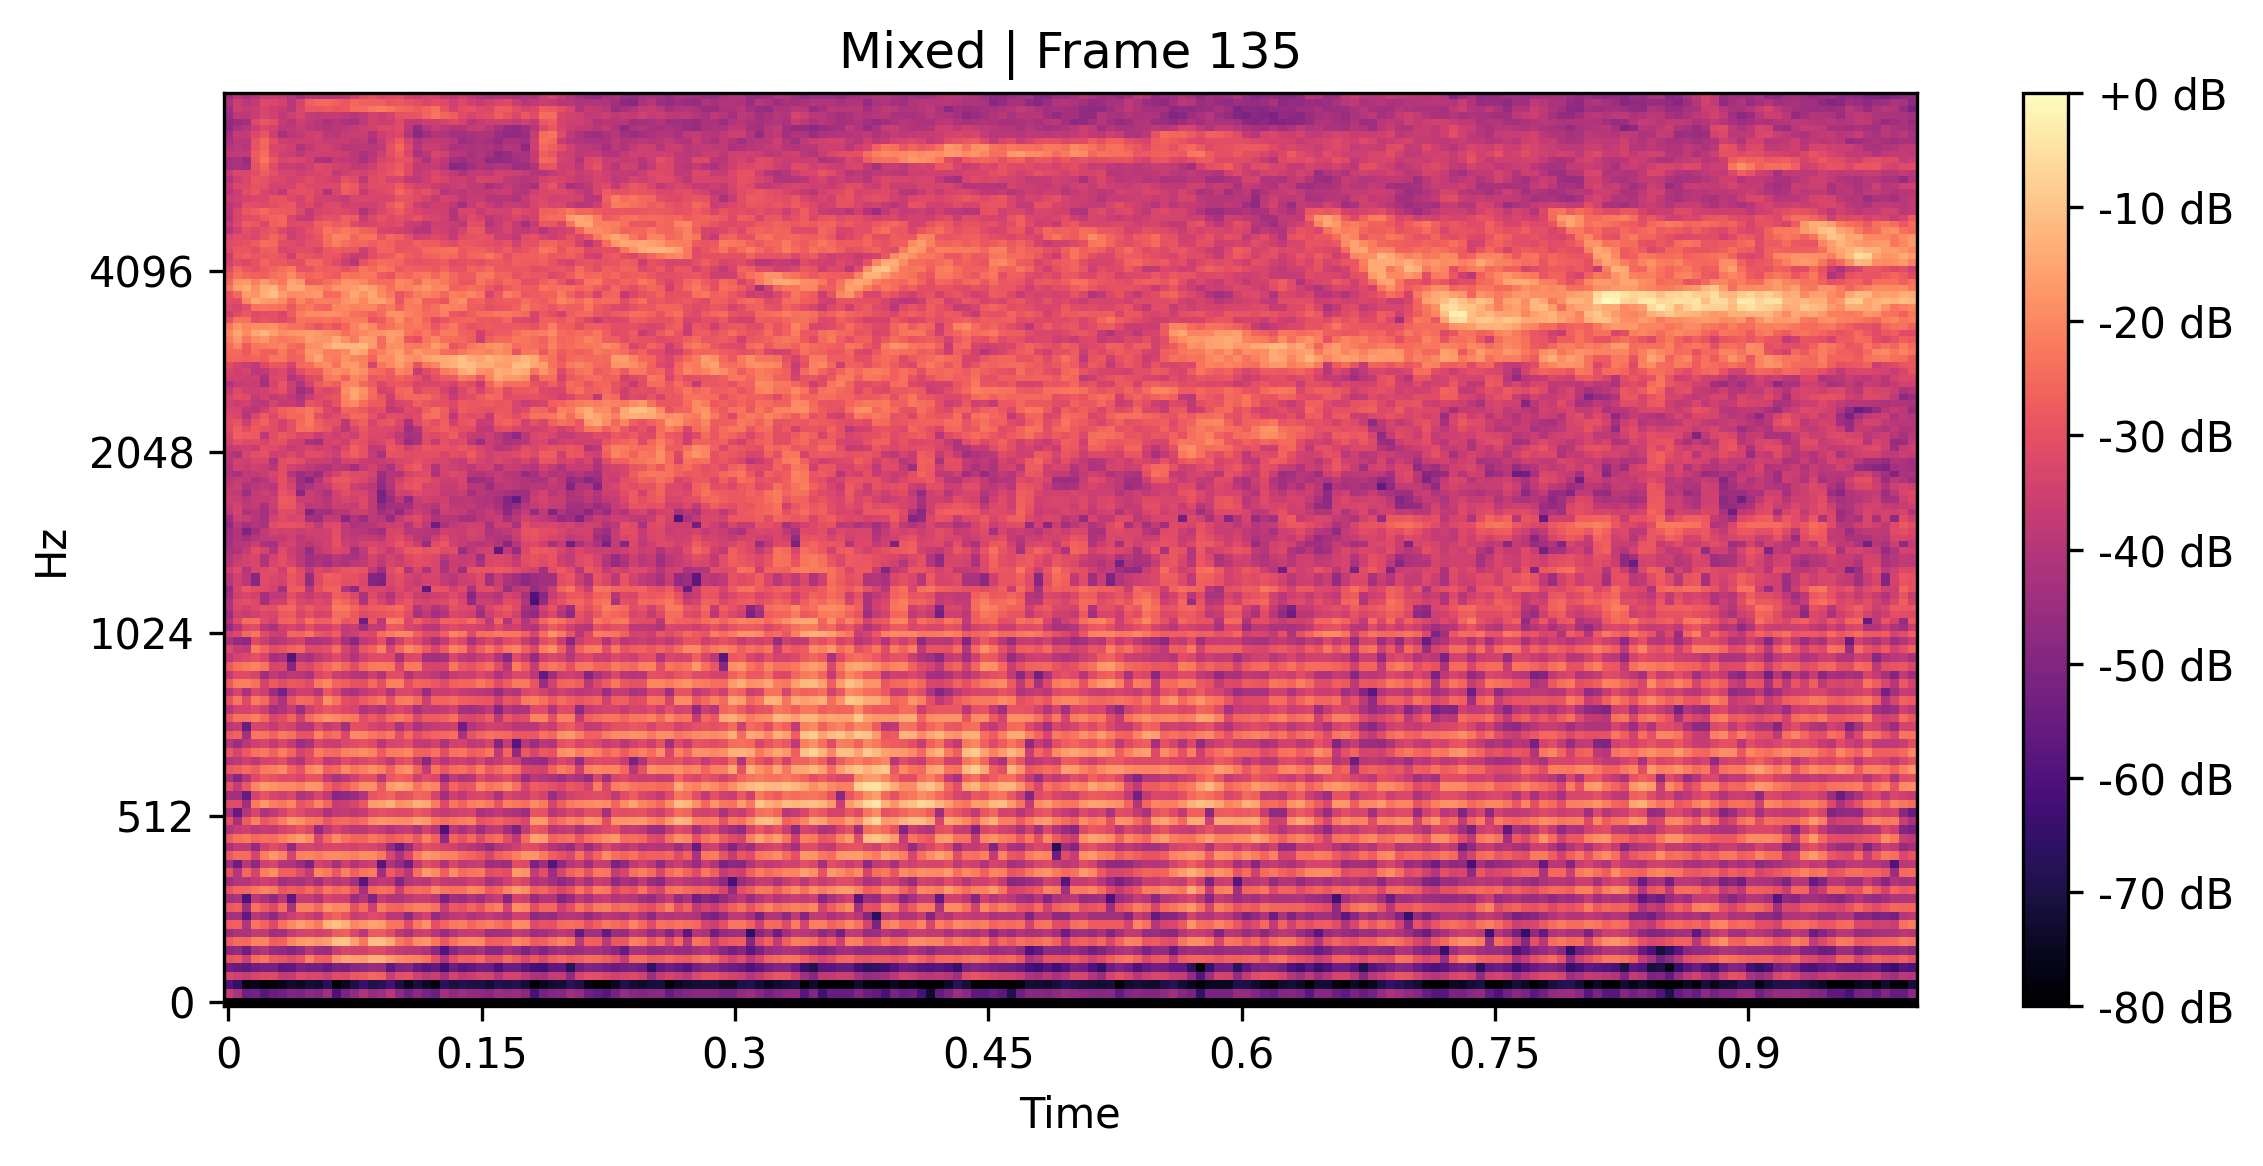 Mixed | Frame 135
+0 dB
-10 dB
-20 dB
-30 dB
-40 dB
-50 dB
-60 dB
-70 dB
-80 dB
4096
2048
1024
512
0
Hz
0 0.15 0.3 0.45 0.6 0.75 0.9
Time